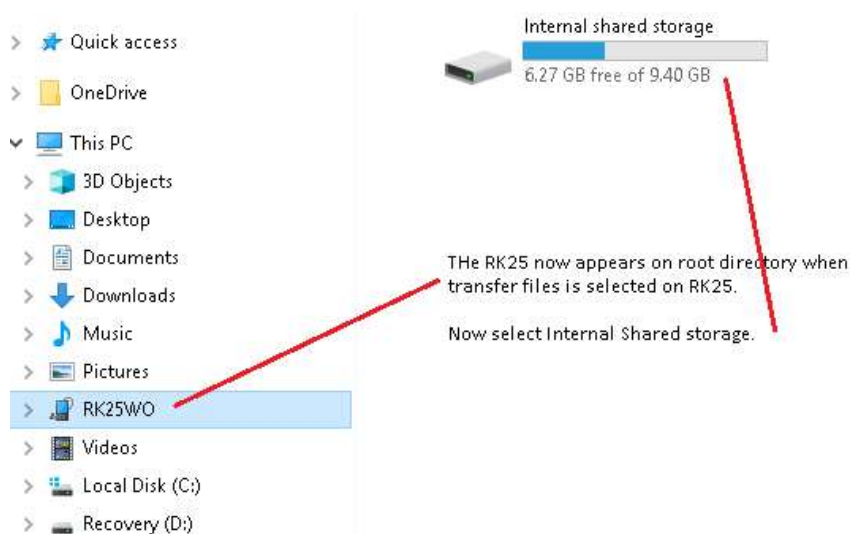 Quick access
OneDrive
This PC
3D Objects
Desktop
Documents
Downloads
Music
Pictures
RK25WO
Videos
Local Disk (C:)
Recovery (D:)
Internal shared storage
6.27 GB free of 9.40 GB
THe RK25 now appears on root directory when
transfer files is selected on RK25.
Now select Internal Shared storage.